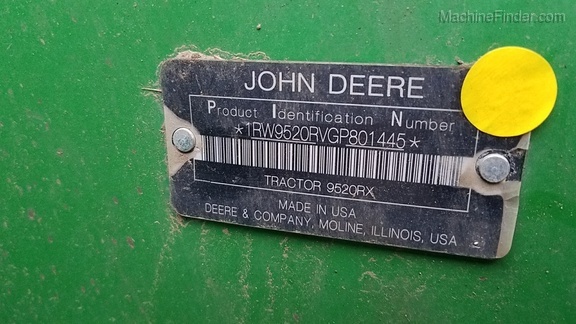 MachineFinder.com
JOHN DEERE
Product Identification Number
*1RW9520RVGP801445*
TRACTOR 9520RX
MADE IN USA
DEERE & COMPANY, MOLINE, ILLINOIS, USA